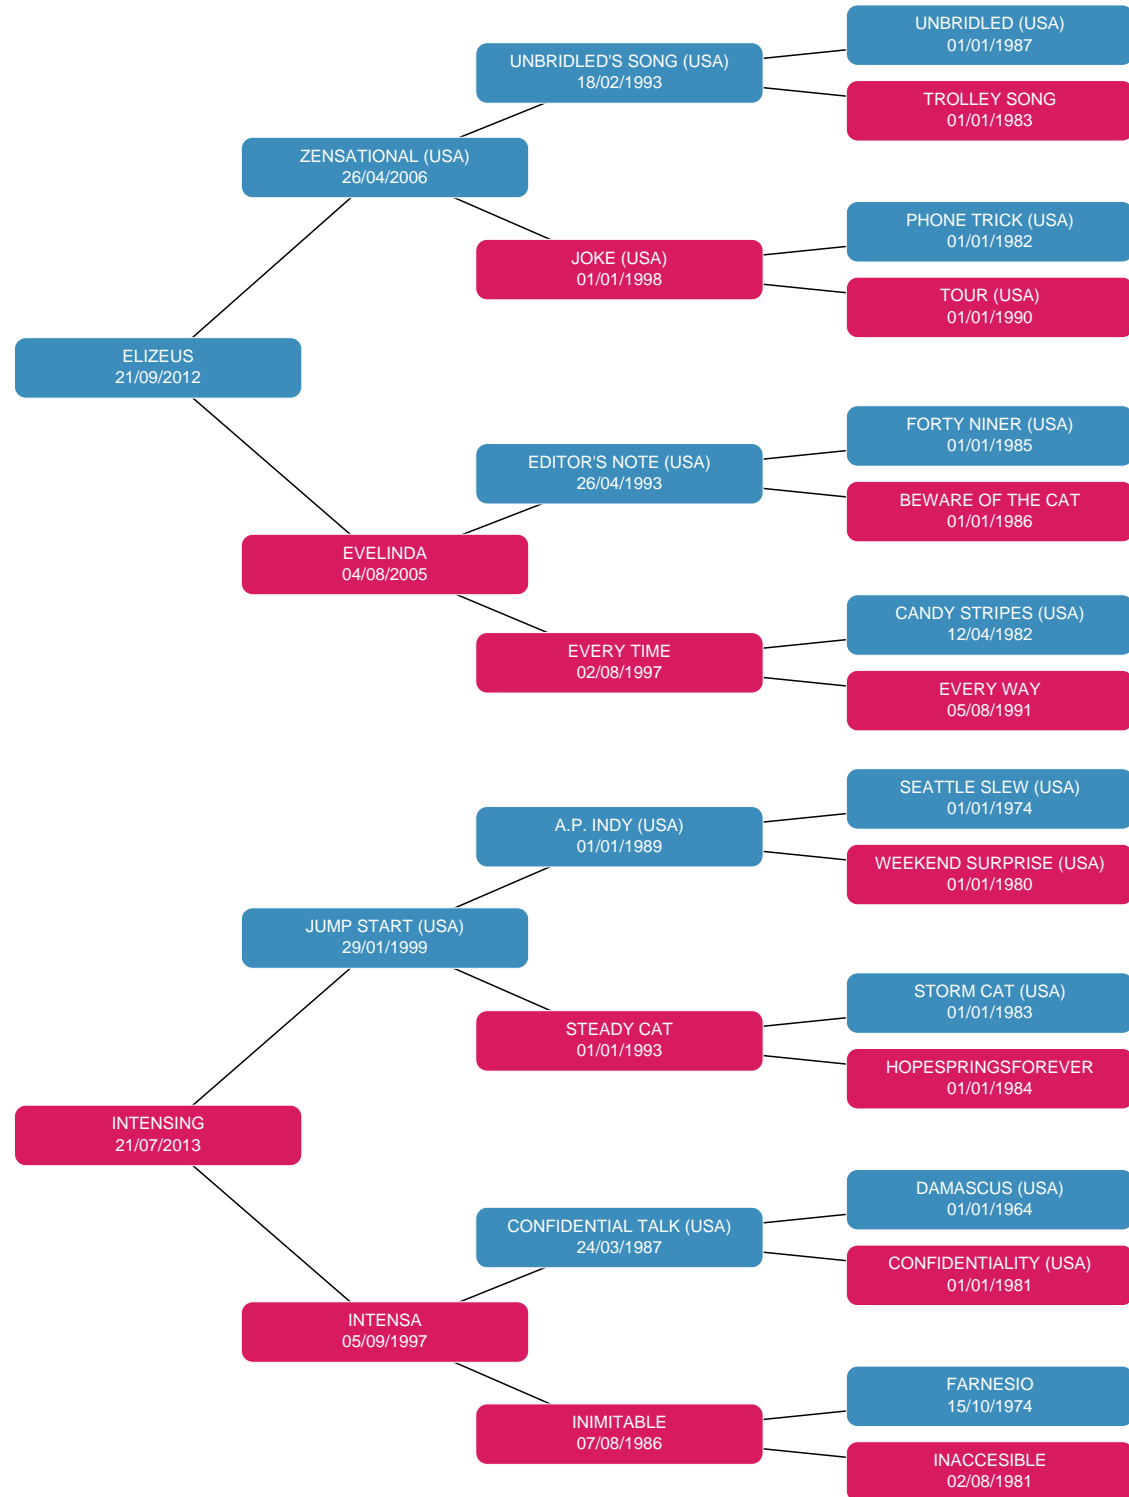 UNBRIDLED (USA)
01/01/1987
UNBRIDLED'S SONG (USA)
18/02/1993
TROLLEY SONG
01/01/1983
ZENSATIONAL (USA)
26/04/2006
PHONE TRICK (USA)
01/01/1982
JOKE (USA)
01/01/1998
TOUR (USA)
01/01/1990
ELIZEUS
21/09/2012
FORTY NINER (USA)
01/01/1985
EDITOR'S NOTE (USA)
26/04/1993
BEWARE OF THE CAT
01/01/1986
EVELINDA
04/08/2005
CANDY STRIPES (USA)
12/04/1982
EVERY TIME
02/08/1997
EVERY WAY
05/08/1991
SEATTLE SLEW (USA)
01/01/1974
A.P. INDY (USA)
01/01/1989
WEEKEND SURPRISE (USA)
01/01/1980
JUMP START (USA)
29/01/1999
STORM CAT (USA)
01/01/1983
STEADY CAT
01/01/1993
HOPESPRINGSFOREVER
01/01/1984
INTENSING
21/07/2013
DAMASCUS (USA)
01/01/1964
CONFIDENTIAL TALK (USA)
24/03/1987
CONFIDENTIALITY (USA)
01/01/1981
INTENSA
05/09/1997
FARNESIO
15/10/1974
INIMITABLE
07/08/1986
INACCESIBLE
02/08/1981